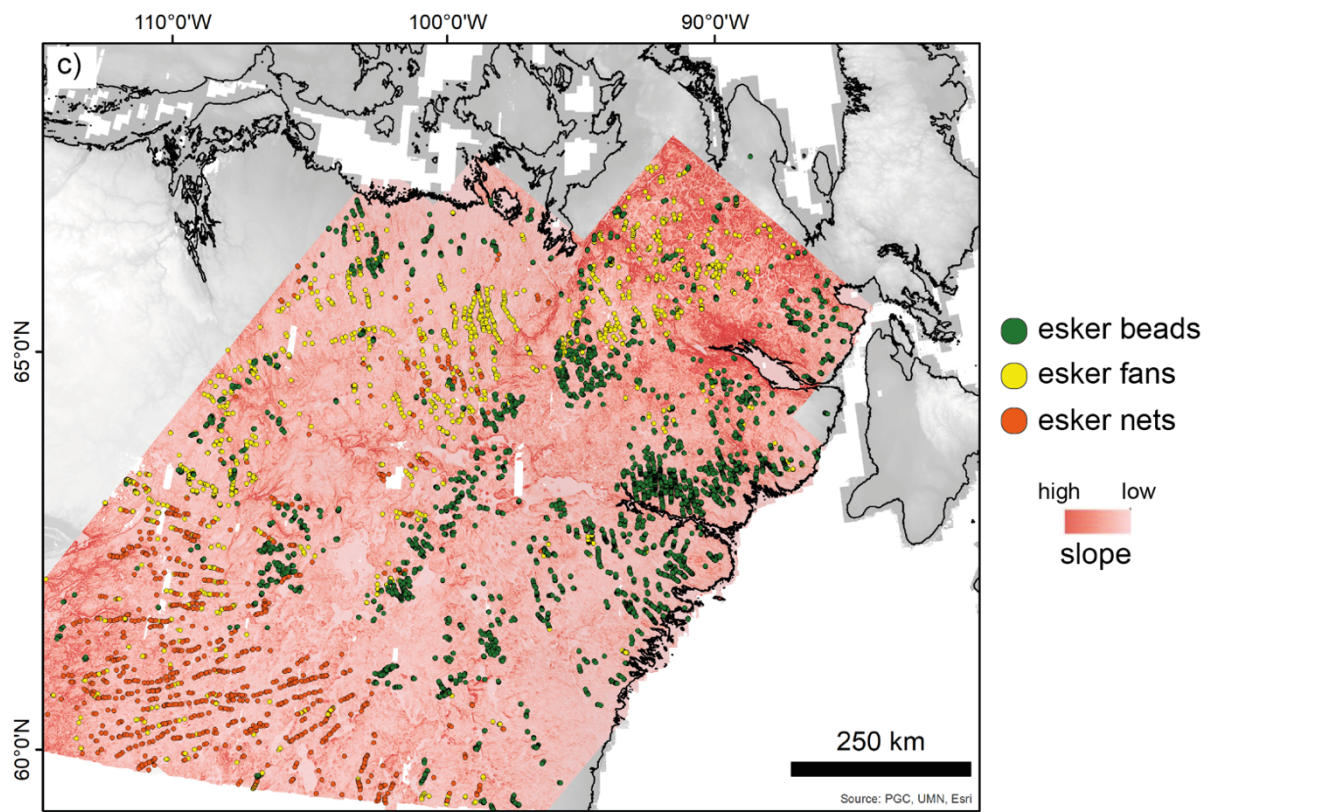 110°0'W 100°0'W 90°0'W
c)
65°0'N
60°0'N
esker beads
esker fans
esker nets
high low
slope
250 km
Source: PGC, UMN, Esri